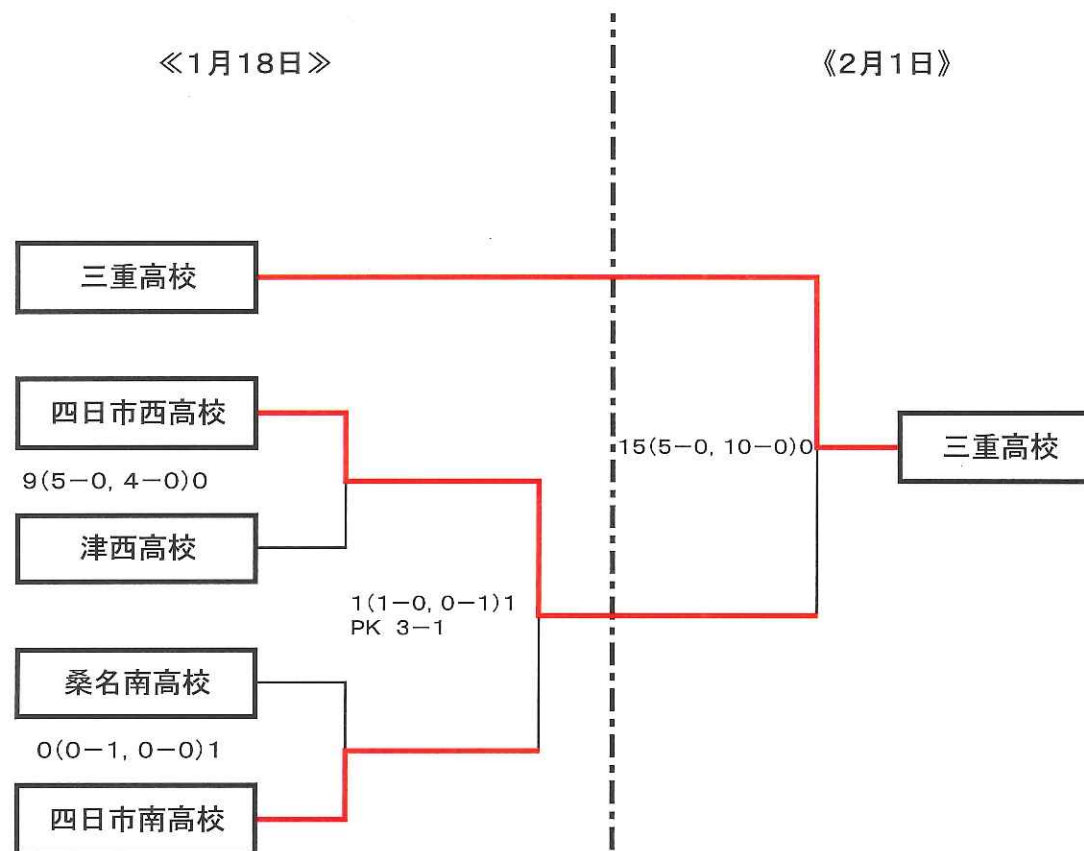 ≪1月18日≫
《2月1日》
三重高校
四日市西高校
9(5－0, 4－0)0
津西高校
1(1－0, 0－1)1
PK 3－1
桑名南高校
0(0－1, 0－0)1
四日市南高校
15(5－0, 10－0)0
三重高校